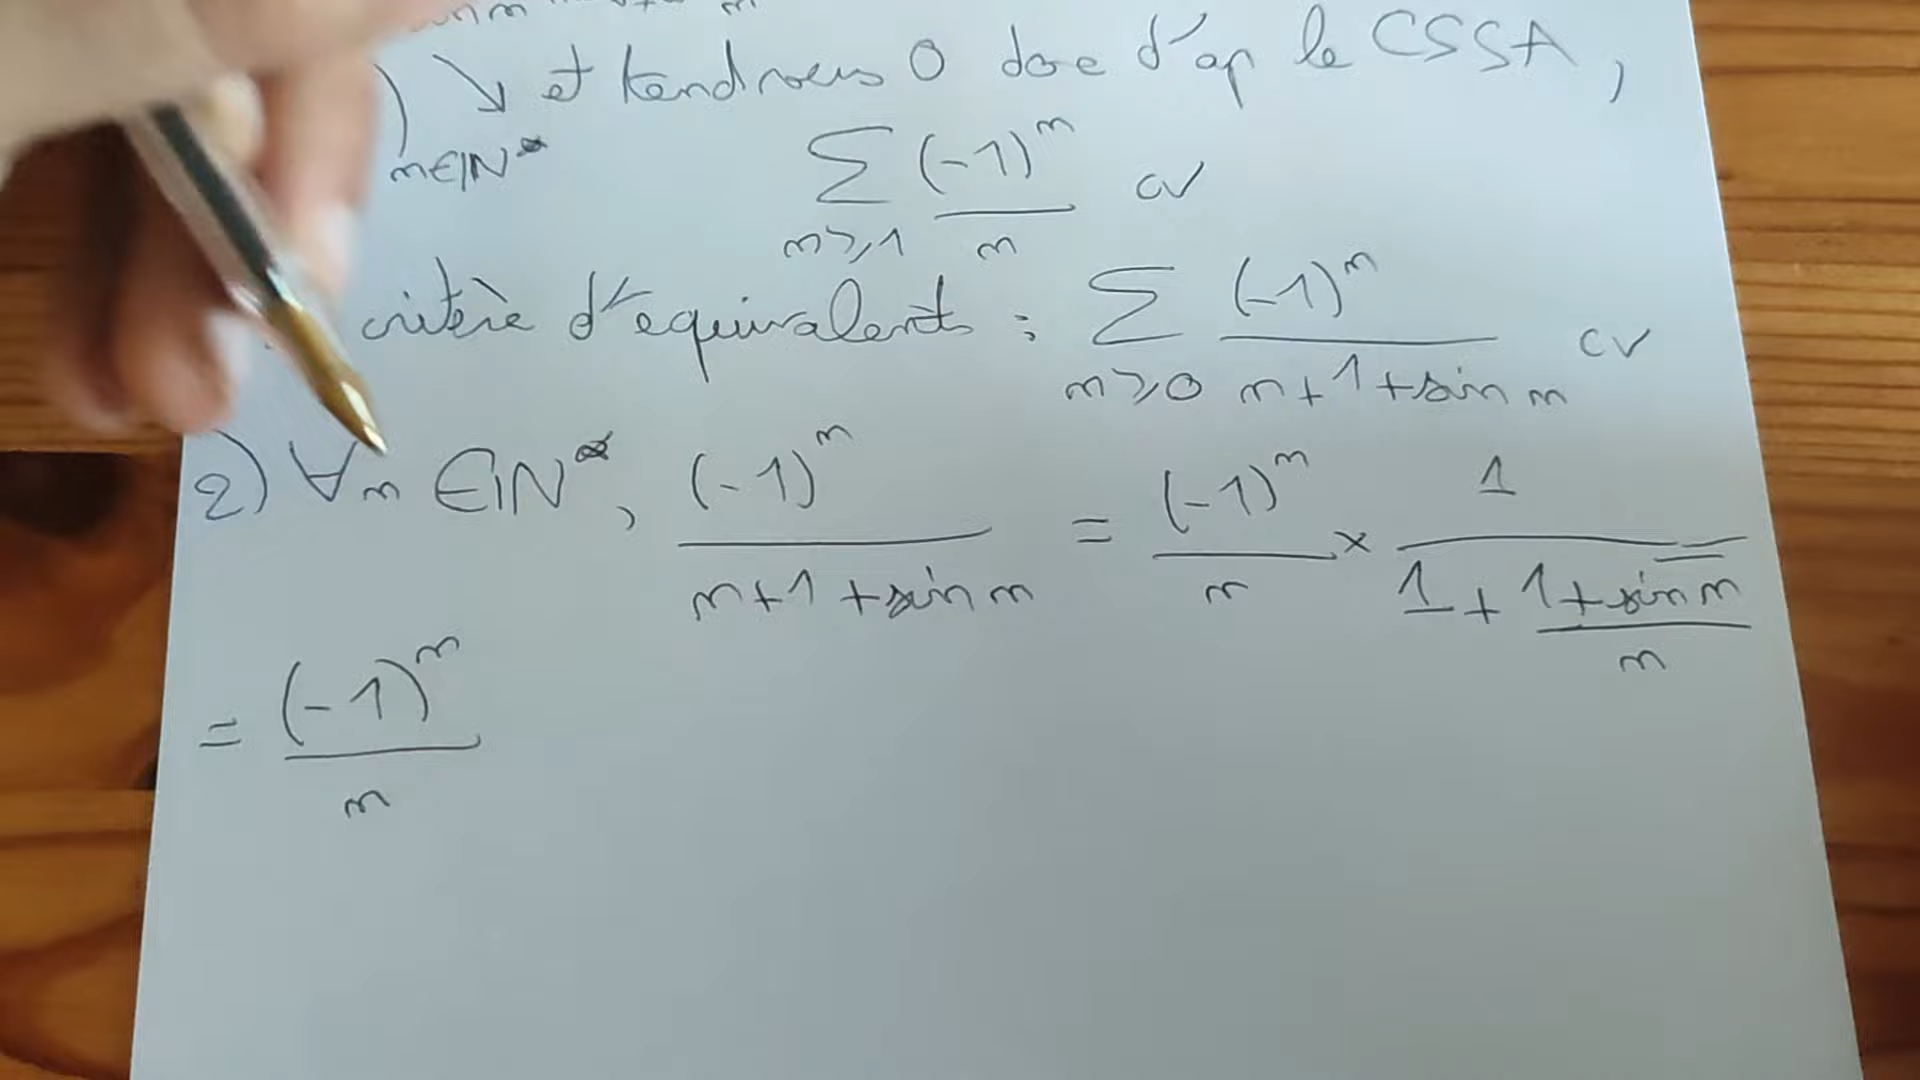 ) ↘ et tend vers 0 donc d'ap le CSSA,
n∈ℕ* ∑ (-1)^n / n cv
n≥1
critère d'équivalents : ∑ (-1)^n / (n+1+sin n) cv
n≥0
2) ∀n ∈ℕ*, (-1)^n / (n+1+sin n) = (-1)^n / n × 1 / (1 + (1+sin n) / n)
= (-1)^n / n